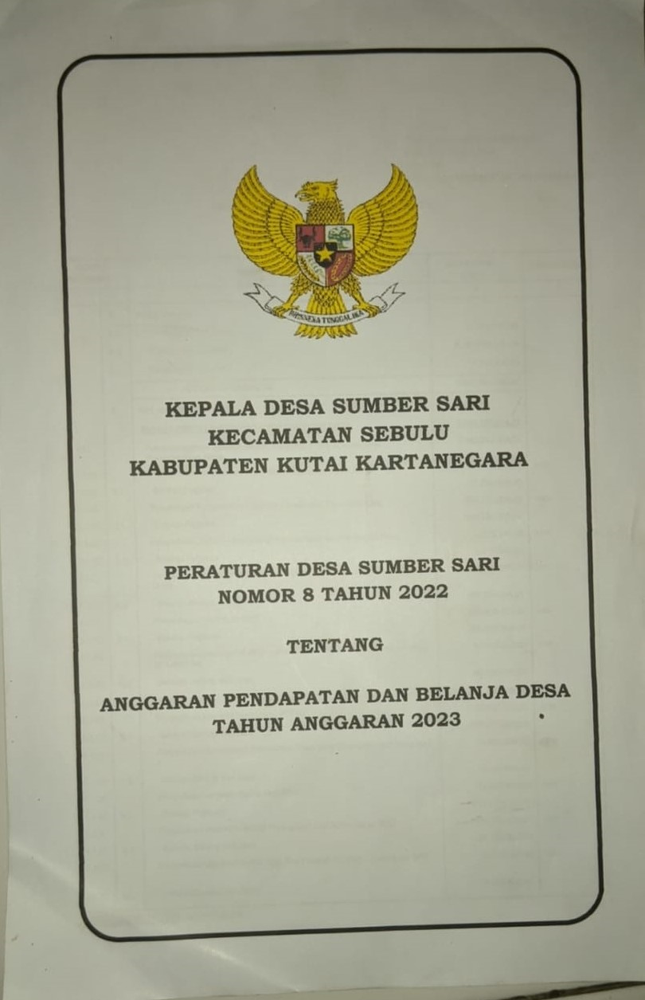 BHINNEKA TUNGGAL IKA
KEPALA DESA SUMBER SARI
KECAMATAN SEBULU
KABUPATEN KUTAI KARTANEGARA
PERATURAN DESA SUMBER SARI
NOMOR 8 TAHUN 2022
TENTANG
ANGGARAN PENDAPATAN DAN BELANJA DESA
TAHUN ANGGARAN 2023